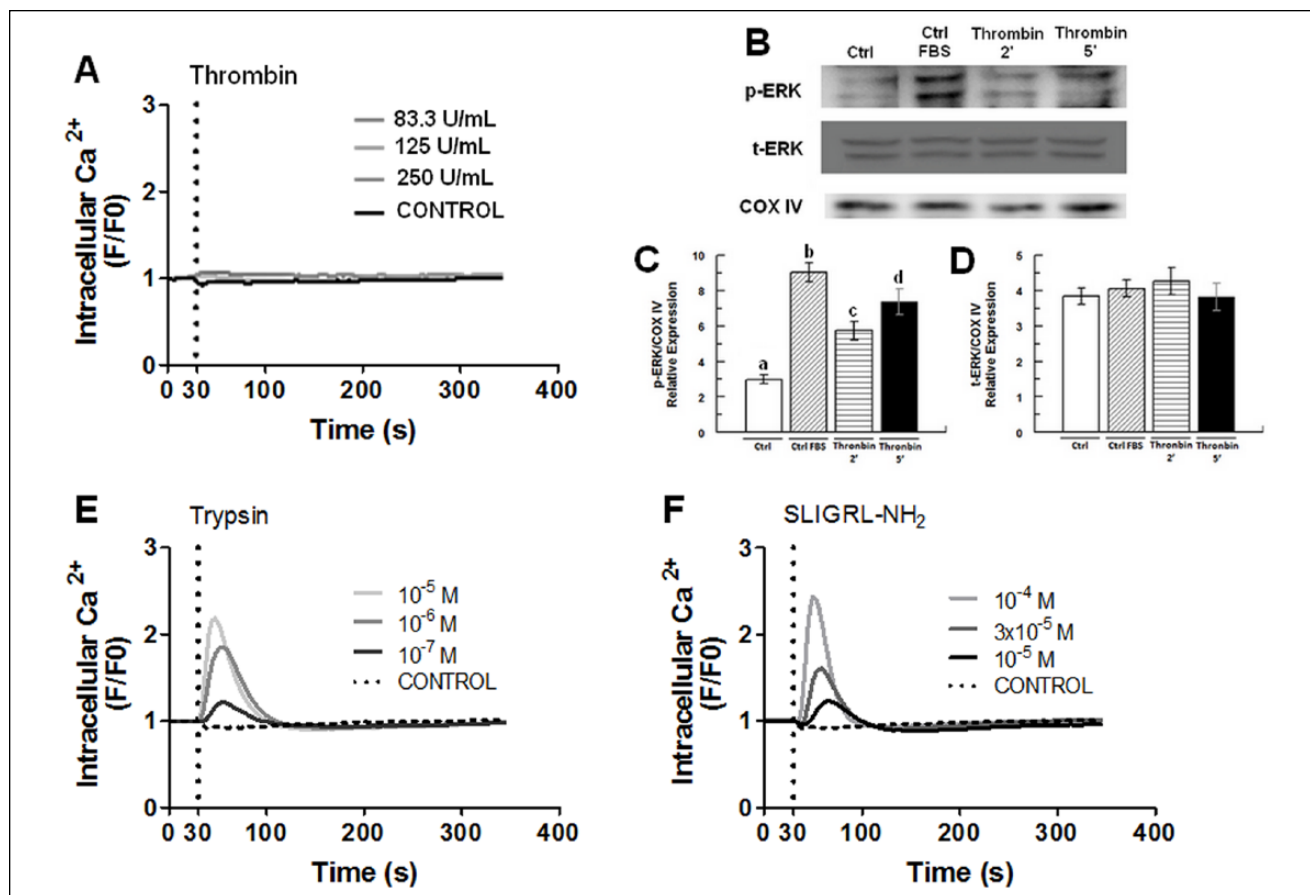 A
Thrombin
Intracellular Ca2+
(F/F0)
3
2
1
0
83.3 U/mL
125 U/mL
250 U/mL
CONTROL
0 30 100 200 300 400
Time (s)
B
Ctrl
Ctrl
FBS
Thrombin
2'
Thrombin
5'
p-ERK
t-ERK
COX IV
C
p-ERK/COX IV
Relative Expression
10
8
6
4
2
0
a
b
c
d
Ctrl
Ctrl FBS
Thronbin
2'
Thronbin
5'
D
t-ERK/COX IV
Relative Expression
5
4
3
2
1
0
Ctrl
Ctrl FBS
Thronbin
2'
Thronbin
5'
E
Trypsin
Intracellular Ca2+
(F/F0)
3
2
1
0
10-5 M
10-6 M
10-7 M
CONTROL
0 30 100 200 300 400
Time (s)
F
SLIGRL-NH2
Intracellular Ca2+
(F/F0)
3
2
1
0
10-4 M
3x10-5 M
10-5 M
CONTROL
0 30 100 200 300 400
Time (s)